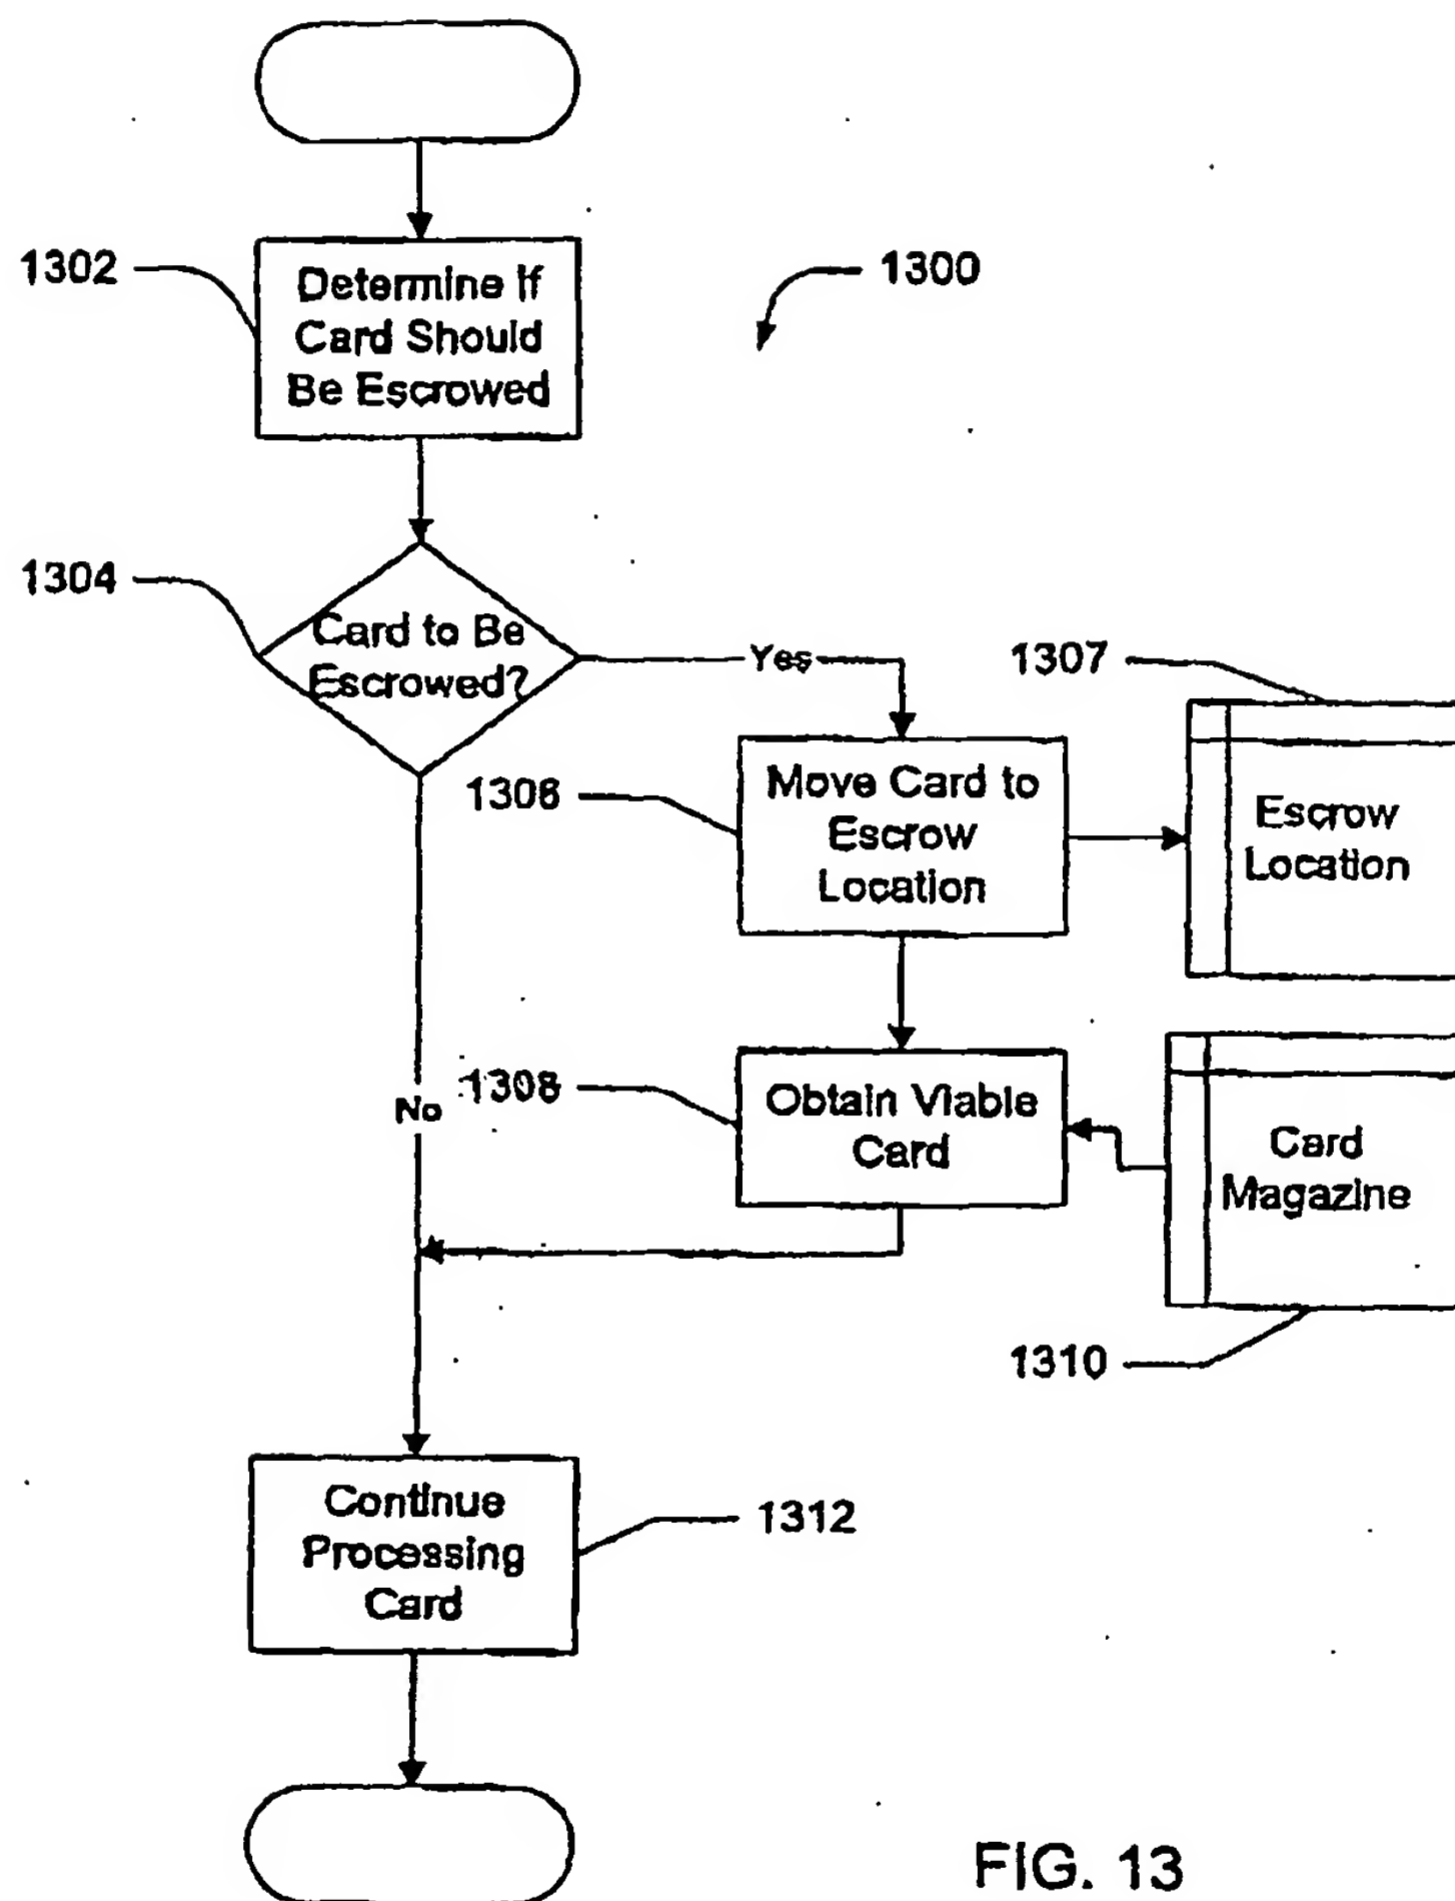 1302
Determine If
Card Should
Be Escrowed
1300
1304
Card to Be
Escrowed?
Yes
1307
1306
Move Card to
Escrow
Location
Escrow
Location
No
1308
Obtain Viable
Card
Card
Magazine
1310
Continue
Processing
Card
1312
FIG. 13